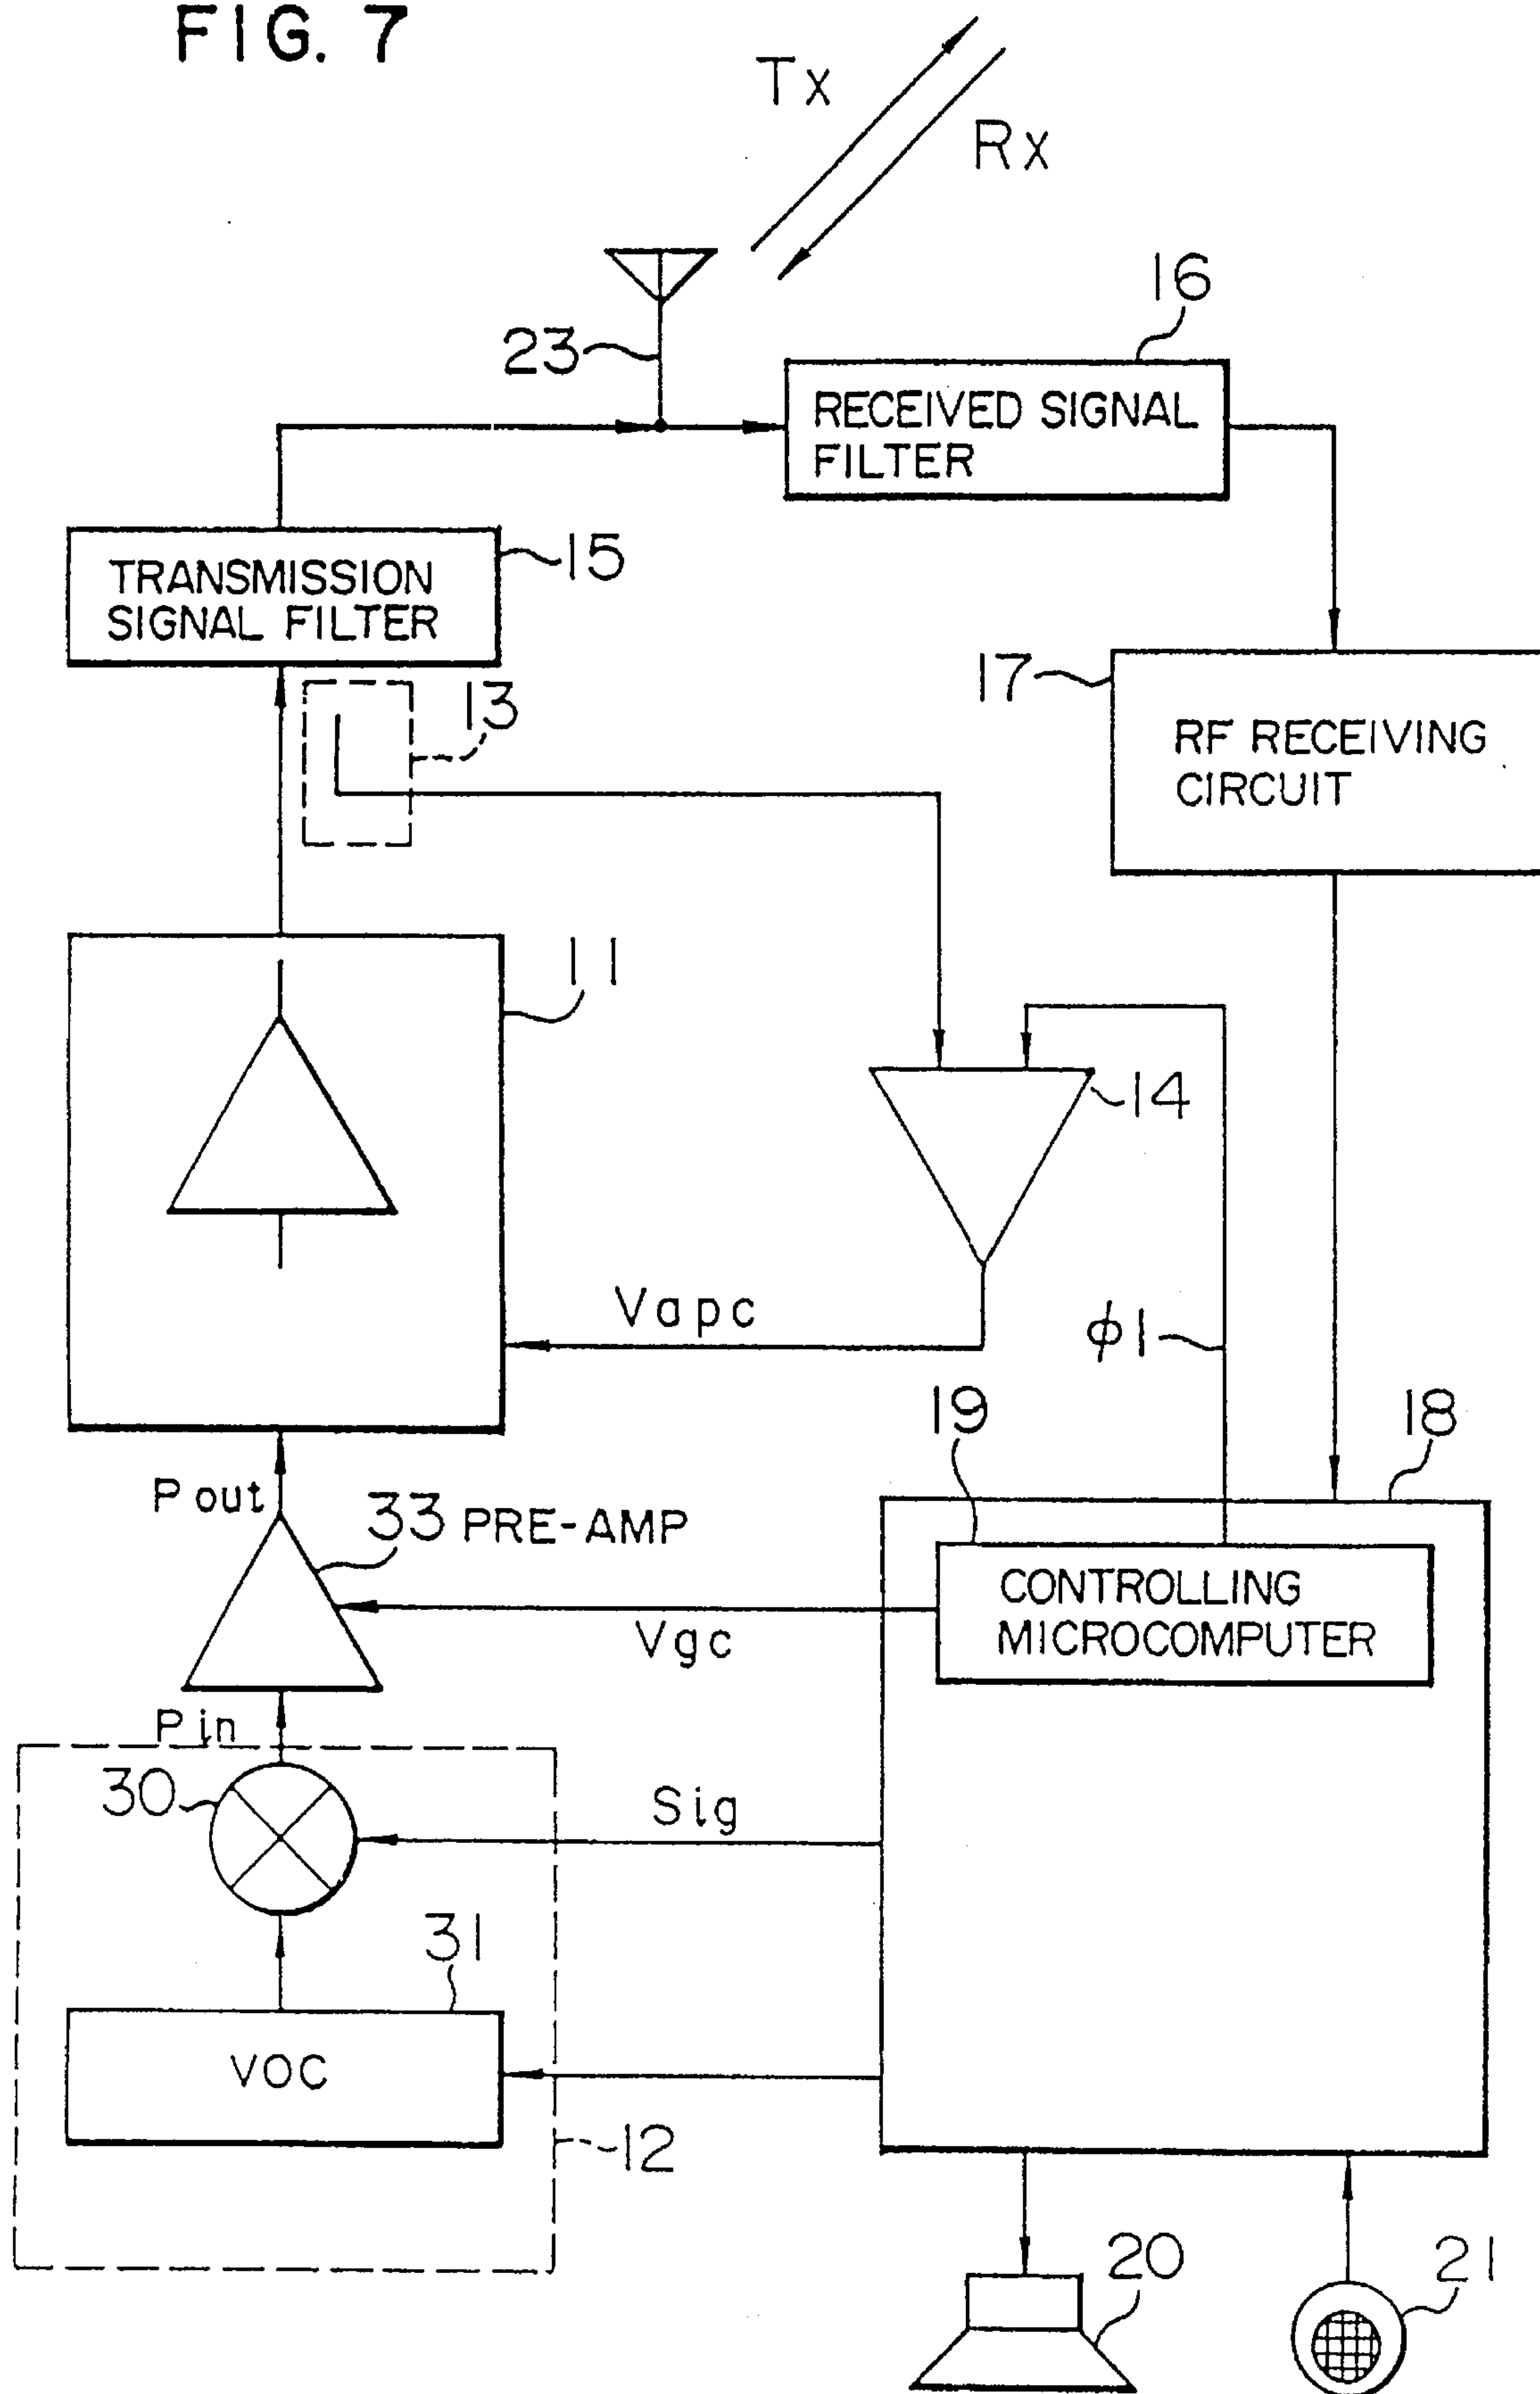 FIG. 7
Tx
Rx
16
23
RECEIVED SIGNAL
FILTER
15
TRANSMISSION
SIGNAL FILTER
17
13
RF RECEIVING
CIRCUIT
11
14
Vapc
φ1
19
18
Pout
33 PRE-AMP
CONTROLLING
MICROCOMPUTER
Vgc
Pin
30
Sig
31
VOC
12
20
21